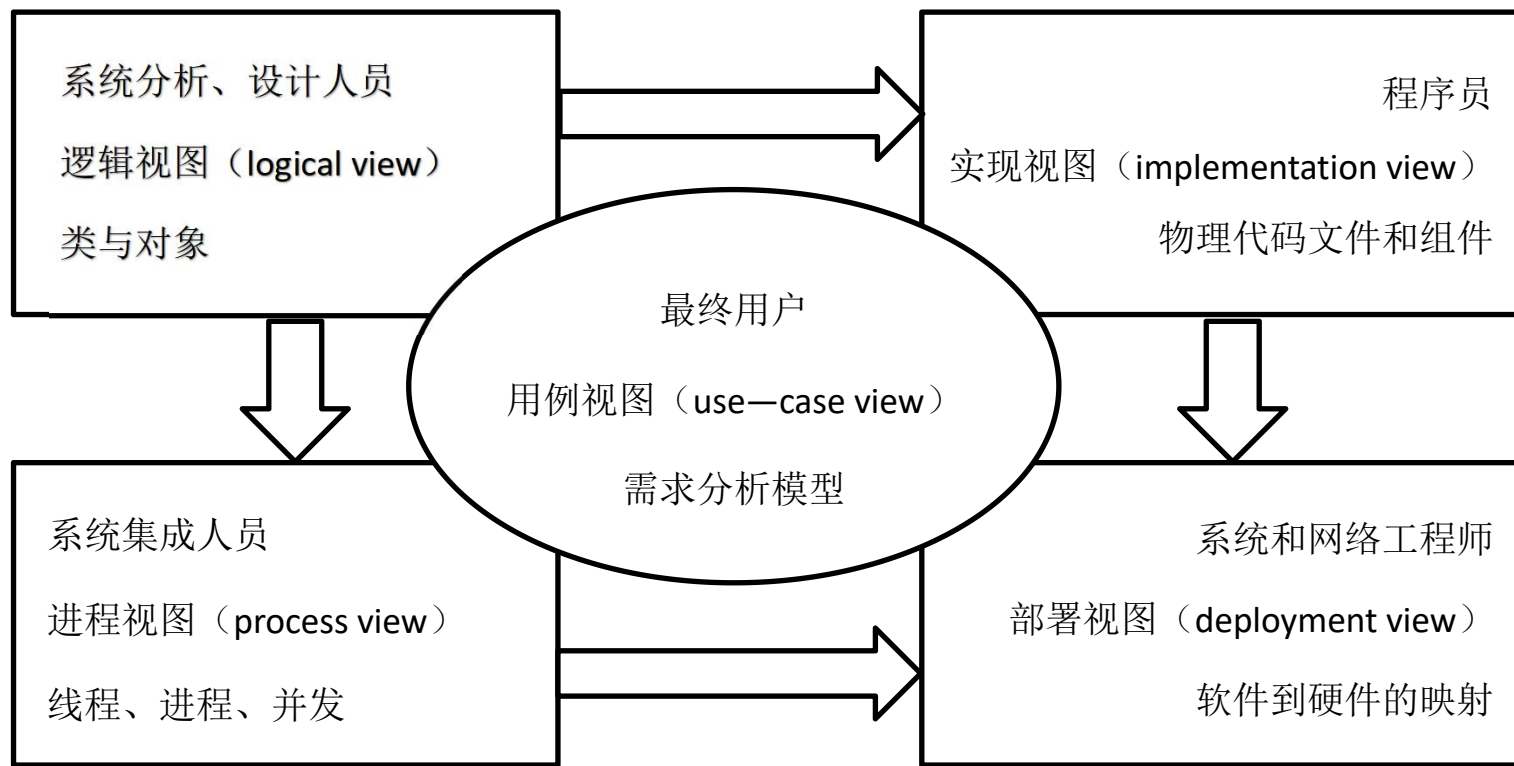 系统分析、设计人员
逻辑视图（logical view）
类与对象
程序员
实现视图（implementation view）
物理代码文件和组件
最终用户
用例视图（use—case view）
需求分析模型
系统集成人员
进程视图（process view）
线程、进程、并发
系统和网络工程师
部署视图（deployment view）
软件到硬件的映射